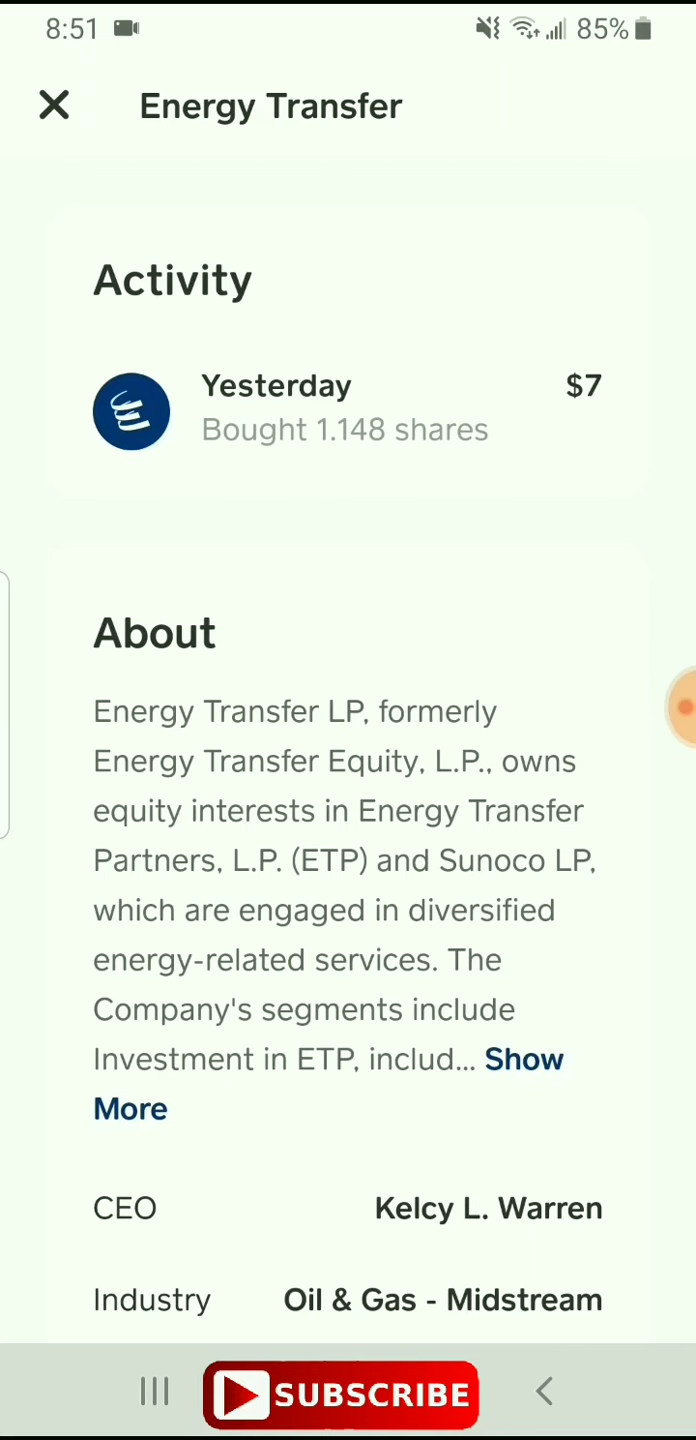 8:51 85%
Energy Transfer
Activity
Yesterday $7
Bought 1.148 shares
About
Energy Transfer LP, formerly
Energy Transfer Equity, L.P., owns
equity interests in Energy Transfer
Partners, L.P. (ETP) and Sunoco LP,
which are engaged in diversified
energy-related services. The
Company's segments include
Investment in ETP, includ... Show
More
CEO Kelcy L. Warren
Industry Oil & Gas - Midstream
SUBSCRIBE